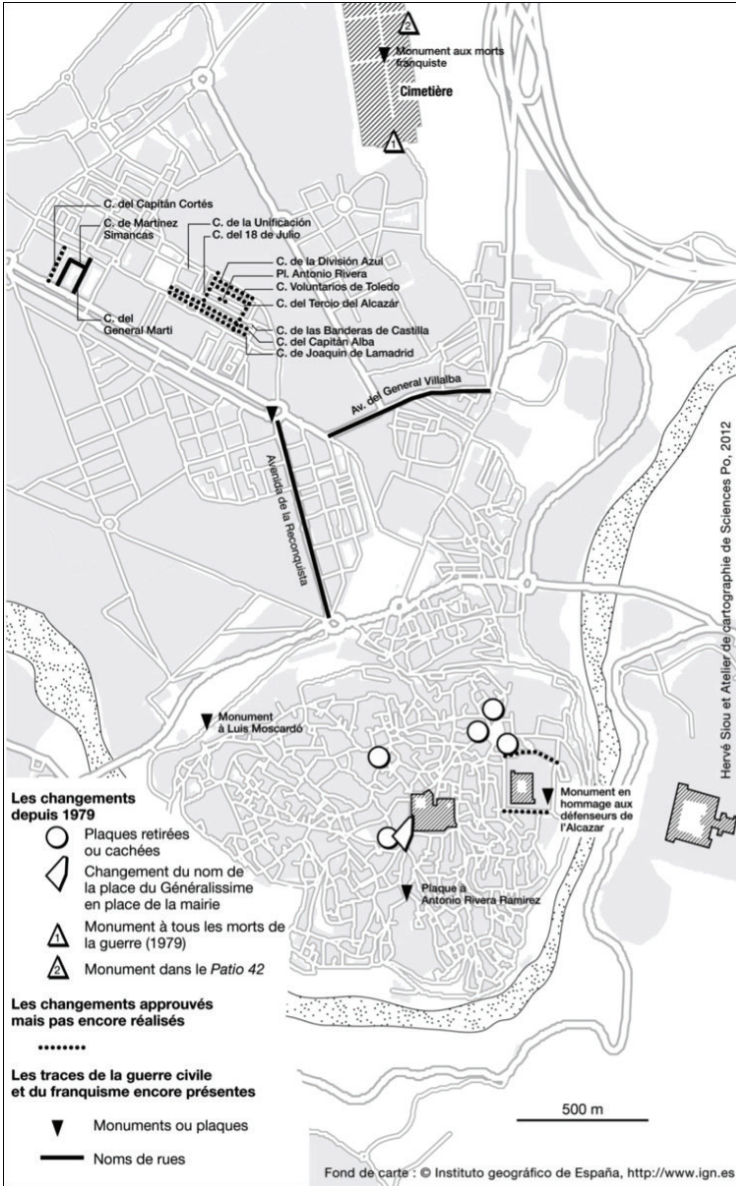 2
Monument aux morts
franquiste
Cimetière
1
C. del Capitán Cortés
C. de Martínez
Simancas
C. de la Unificación
C. del 18 de Julio
C. de la División Azul
Pl. Antonio Rivera
C. Voluntarios de Toledo
C. del Tercio del Alcazár
C. del
General Marti
C. de las Banderas de Castilla
C. del Capitàn Alba
C. de Joaquin de Lamadrid
Av. del General Villalba
Avenida de la Reconquista
Monument
à Luis Moscardó
Monument en
hommage aux
défenseurs de
l'Alcazar
Plaque à
Antonio Rivera Ramirez
Les changements
depuis 1979
Plaques retirées
ou cachées
Changement du nom de
la place du Généralissime
en place de la mairie
1
Monument à tous les morts de
la guerre (1979)
2
Monument dans le Patio 42
Les changements approuvés
mais pas encore réalisés
Les traces de la guerre civile
et du franquisme encore présentes
Monuments ou plaques
Noms de rues
500 m
Fond de carte : © Instituto geográfico de España, http://www.ign.es
Hervé Siou et Atelier de cartographie de Sciences Po, 2012